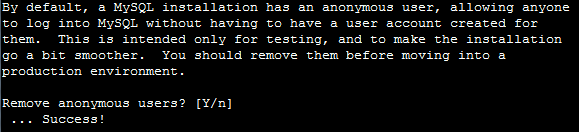 By default, a MySQL installation has an anonymous user, allowing anyone
to log into MySQL without having to have a user account created for
them.  This is intended only for testing, and to make the installation
go a bit smoother.  You should remove them before moving into a
production environment.

Remove anonymous users? [Y/n]
 ... Success!